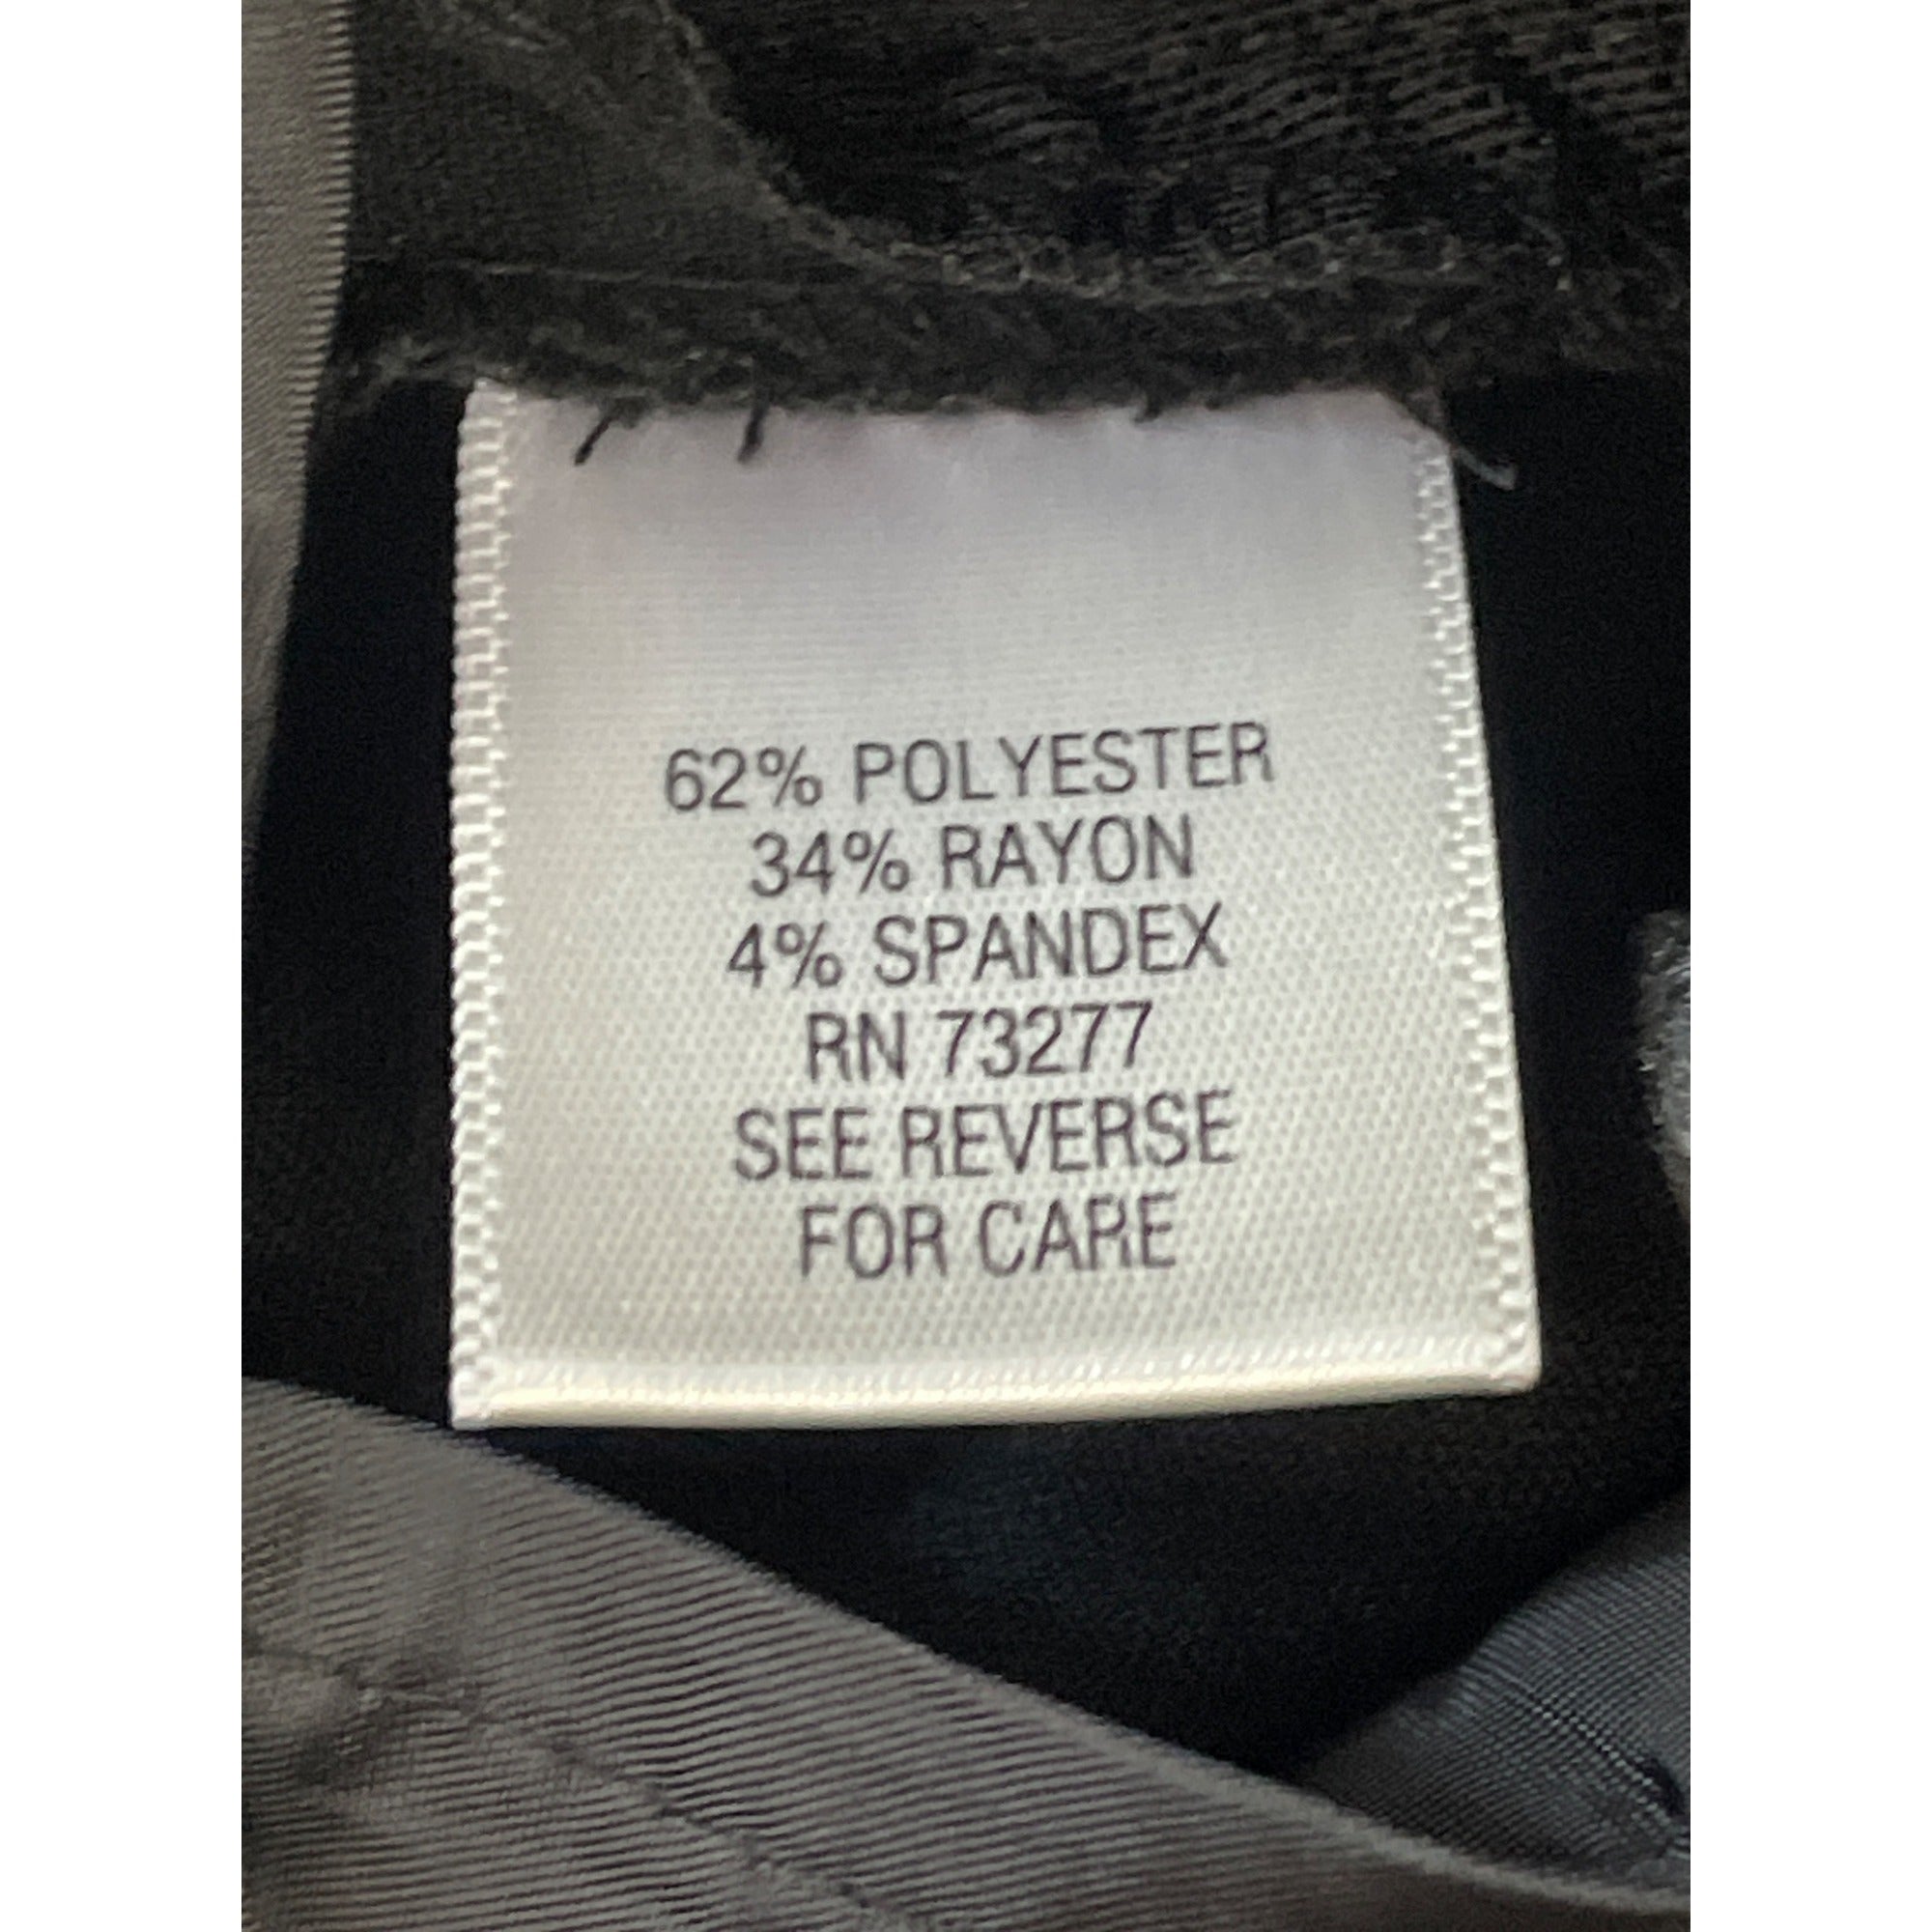 62% POLYESTER
34% RAYON
4% SPANDEX
RN 73277
SEE REVERSE
FOR CARE